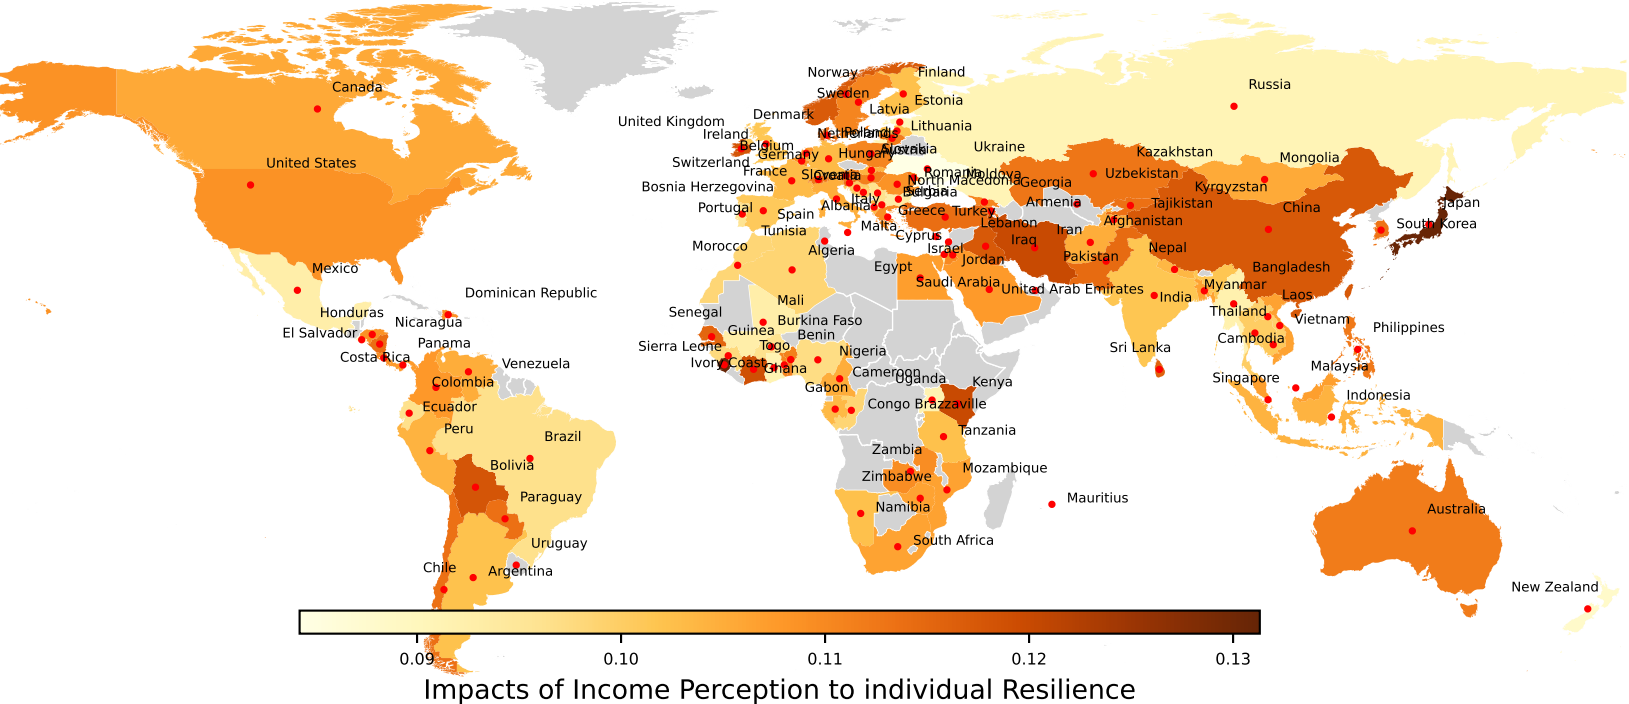 Norway
Finland
Canada
Russia
Sweden
Estonia
Denmark
Latvia
United Kingdom
Lithuania
Ireland
Netherlands
Poland
Belgium
Ukraine
Germany
Hungary
Slovakia
Austria
Kazakhstan
Mongolia
United States
Switzerland
France
Slovenia
Croatia
Romania
Moldova
Uzbekistan
Bosnia Herzegovina
North Macedonia
Georgia
Kyrgyzstan
Serbia
Bulgaria
Portugal
Spain
Albania
Italy
Greece
Turkey
Armenia
Tajikistan
China
Japan
Tunisia
Malta
Lebanon
Afghanistan
South Korea
Morocco
Algeria
Cyprus
Israel
Iraq
Iran
Nepal
Mexico
Egypt
Jordan
Pakistan
Bangladesh
Saudi Arabia
United Arab Emirates
India
Myanmar
Laos
Dominican Republic
Mali
Honduras
Nicaragua
Senegal
Burkina Faso
Thailand
Vietnam
Philippines
El Salvador
Guinea
Benin
Panama
Sierra Leone
Togo
Nigeria
Cambodia
Costa Rica
Venezuela
Ivory Coast
Ghana
Cameroon
Sri Lanka
Malaysia
Colombia
Gabon
Uganda
Kenya
Singapore
Ecuador
Congo Brazzaville
Indonesia
Peru
Brazil
Tanzania
Bolivia
Zambia
Mozambique
Zimbabwe
Paraguay
Mauritius
Namibia
Australia
Uruguay
South Africa
Chile
Argentina
New Zealand
0.09 0.10 0.11 0.12 0.13
Impacts of Income Perception to individual Resilience